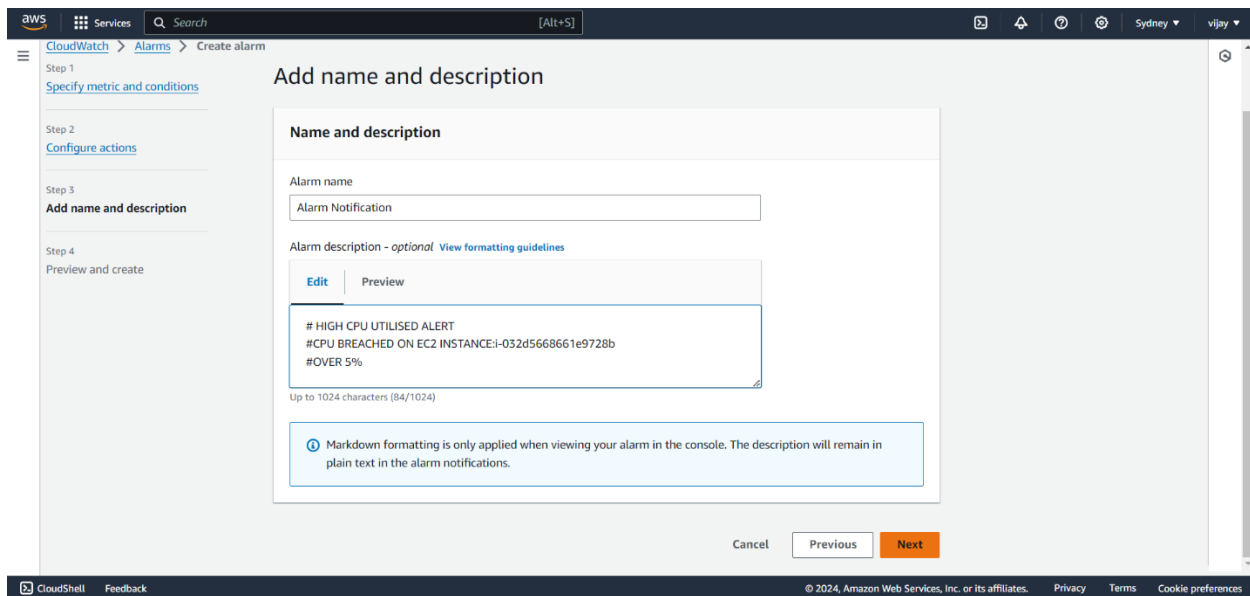 aws
Services
Search
[Alt+S]
Sydney
vijay
CloudWatch > Alarms > Create alarm
Step 1
Specify metric and conditions
Step 2
Configure actions
Step 3
Add name and description
Step 4
Preview and create
Add name and description
Name and description
Alarm name
Alarm Notification
Alarm description - optional View formatting guidelines
Edit
Preview
# HIGH CPU UTILISED ALERT
#CPU BREACHED ON EC2 INSTANCE:i-032d5668661e9728b
#OVER 5%
Up to 1024 characters (84/1024)
Markdown formatting is only applied when viewing your alarm in the console. The description will remain in
plain text in the alarm notifications.
Cancel
Previous
Next
CloudShell
Feedback
© 2024, Amazon Web Services, Inc. or its affiliates.
Privacy
Terms
Cookie preferences